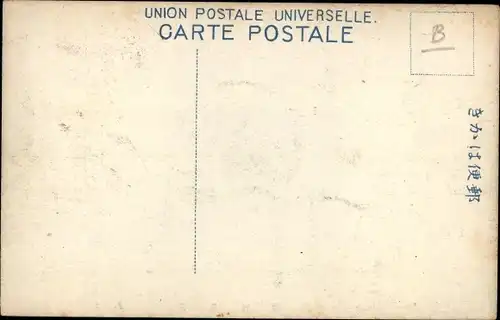 UNION POSTALE UNIVERSELLE.
CARTE POSTALE
B
きかは便郵